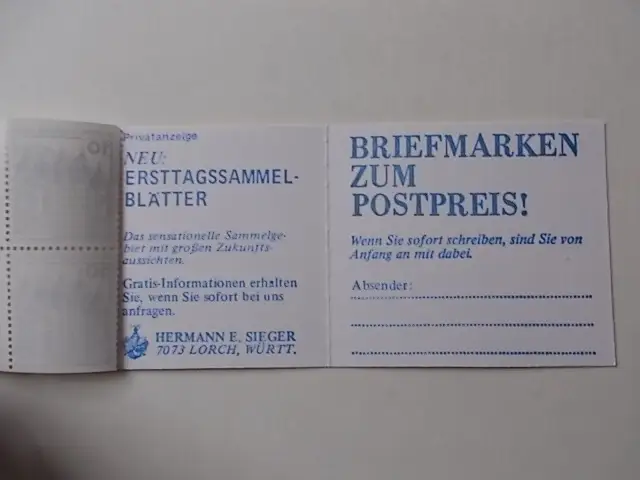 Privatanzeige
NEU:
ERSTTAGSSAMMEL-
BLÄTTER
Das sensationelle Sammelge-
biet mit großen Zukunfts-
aussichten.
Gratis-Informationen erhalten
Sie, wenn Sie sofort bei uns
anfragen.
HERMANN E. SIEGER
7073 LORCH, WÜRTT.
BRIEFMARKEN
ZUM
POSTPREIS!
Wenn Sie sofort schreiben, sind Sie von
Anfang an mit dabei.
Absender: